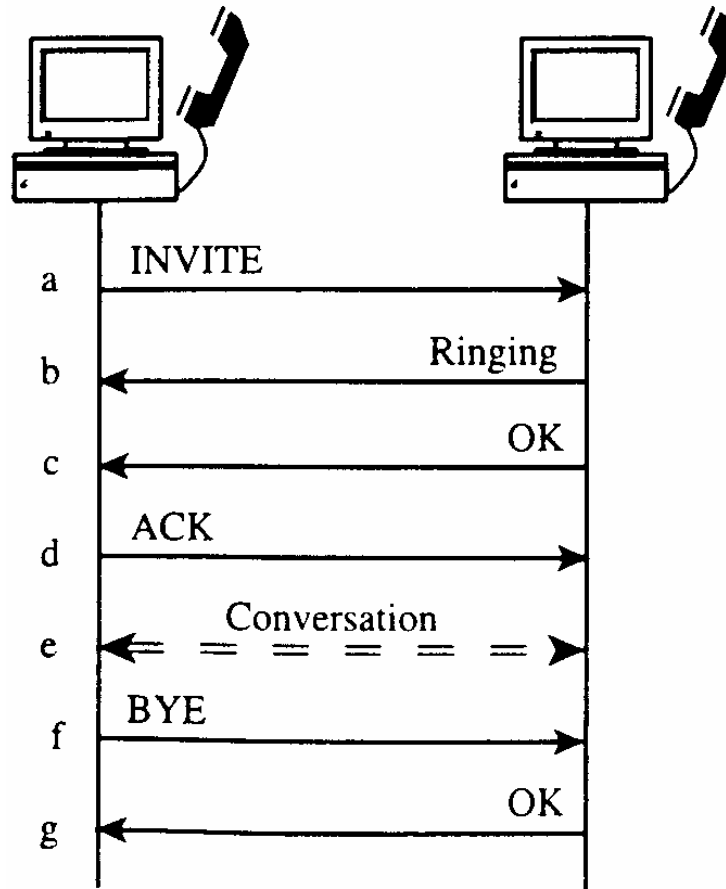 a INVITE
b Ringing
c OK
d ACK
e Conversation
f BYE
g OK